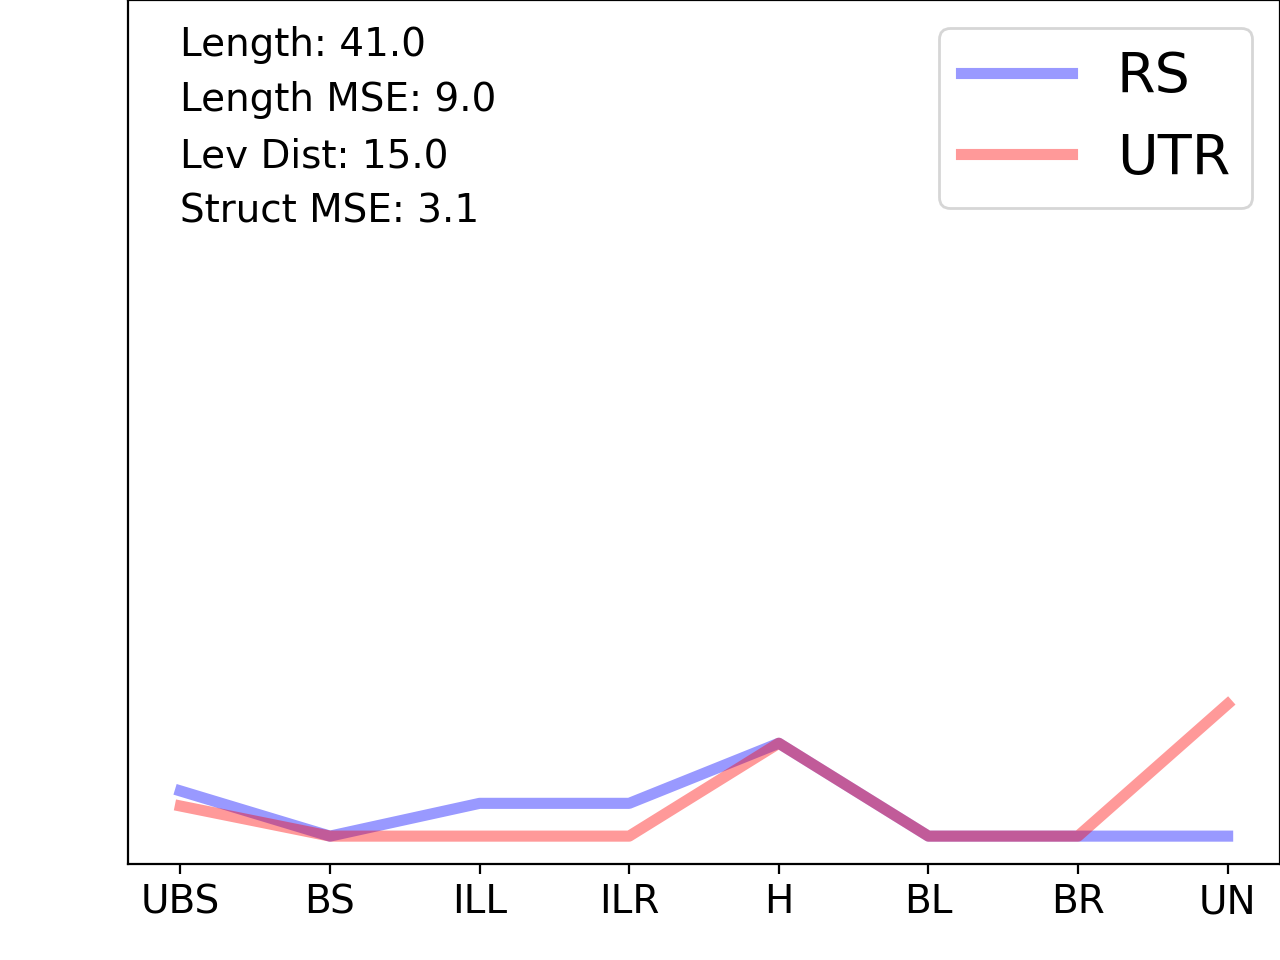 Length: 41.0
Length MSE: 9.0
Lev Dist: 15.0
Struct MSE: 3.1
RS
UTR
UBS BS ILL ILR H BL BR UN